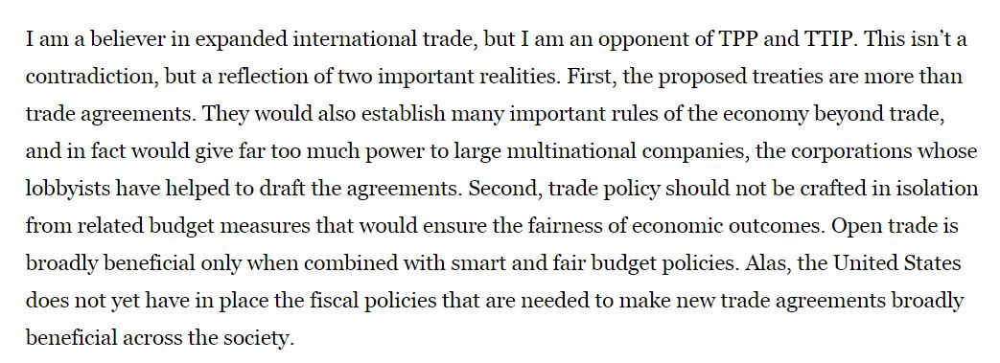 I am a believer in expanded international trade, but I am an opponent of TPP and TTIP. This isn’t a
contradiction, but a reflection of two important realities. First, the proposed treaties are more than
trade agreements. They would also establish many important rules of the economy beyond trade,
and in fact would give far too much power to large multinational companies, the corporations whose
lobbyists have helped to draft the agreements. Second, trade policy should not be crafted in isolation
from related budget measures that would ensure the fairness of economic outcomes. Open trade is
broadly beneficial only when combined with smart and fair budget policies. Alas, the United States
does not yet have in place the fiscal policies that are needed to make new trade agreements broadly
beneficial across the society.